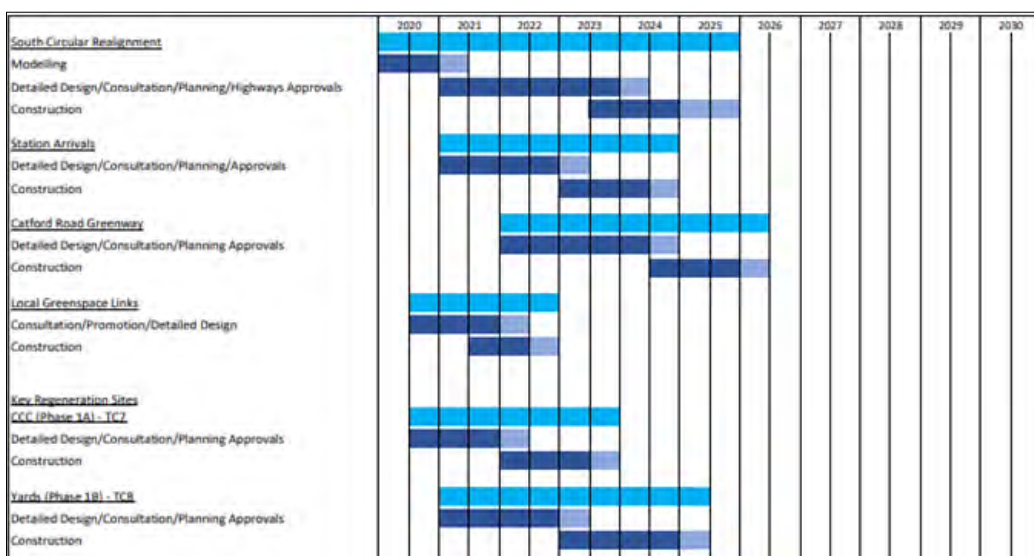 2020 2021 2022 2023 2024 2025 2026 2027 2028 2029 2030
South Circular Realignment
Modelling
Detailed Design/Consultation/Planning/Highways Approvals
Construction
Station Arrivals
Detailed Design/Consultation/Planning/Approvals
Construction
Catford Road Greenway
Detailed Design/Consultation/Planning Approvals
Construction
Local Greenspace Links
Consultation/Promotion/Detailed Design
Construction
Key Regeneration Sites
CCC (Phase 1A) - TC7
Detailed Design/Consultation/Planning Approvals
Construction
Yards (Phase 1B) - TC8
Detailed Design/Consultation/Planning Approvals
Construction